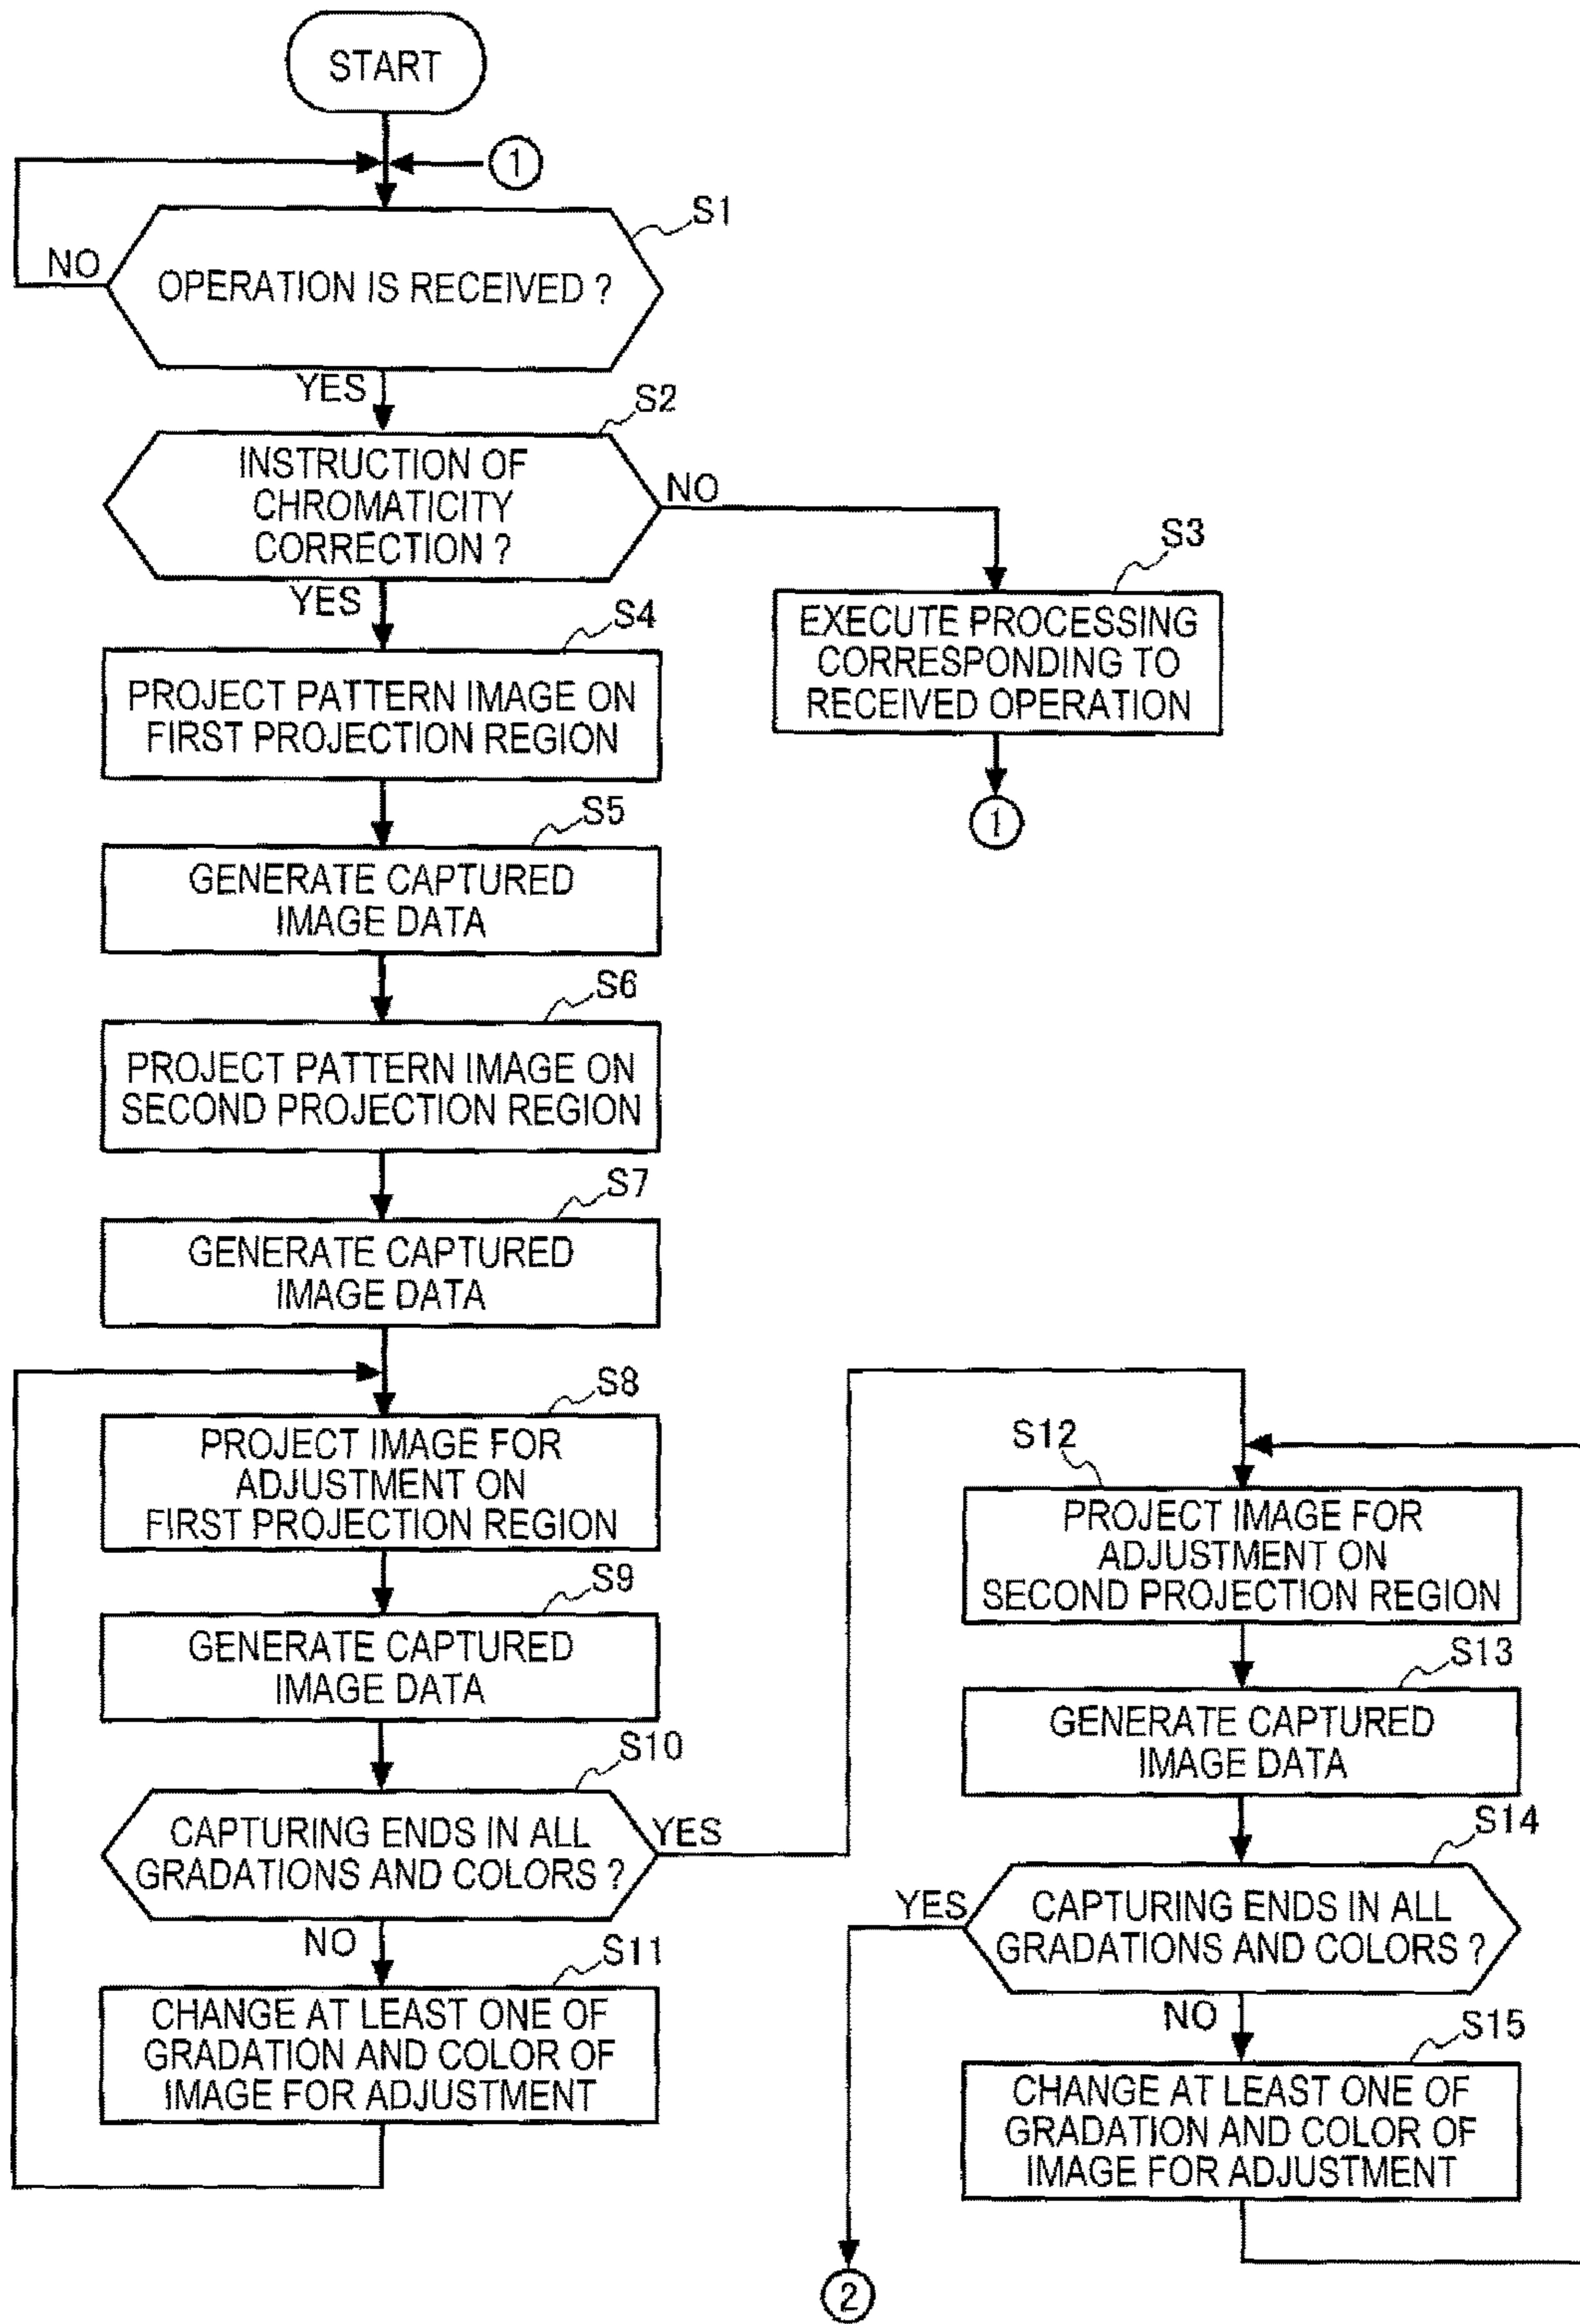 START
1
S1
NO
OPERATION IS RECEIVED ?
YES
S2
INSTRUCTION OF
CHROMATICITY
CORRECTION ?
NO
YES
S3
EXECUTE PROCESSING
CORRESPONDING TO
RECEIVED OPERATION
1
S4
PROJECT PATTERN IMAGE ON
FIRST PROJECTION REGION
S5
GENERATE CAPTURED
IMAGE DATA
S6
PROJECT PATTERN IMAGE ON
SECOND PROJECTION REGION
S7
GENERATE CAPTURED
IMAGE DATA
S8
PROJECT IMAGE FOR
ADJUSTMENT ON
FIRST PROJECTION REGION
S9
GENERATE CAPTURED
IMAGE DATA
S10
CAPTURING ENDS IN ALL
GRADATIONS AND COLORS ?
YES
NO
S11
CHANGE AT LEAST ONE OF
GRADATION AND COLOR OF
IMAGE FOR ADJUSTMENT
S12
PROJECT IMAGE FOR
ADJUSTMENT ON
SECOND PROJECTION REGION
S13
GENERATE CAPTURED
IMAGE DATA
S14
YES
CAPTURING ENDS IN ALL
GRADATIONS AND COLORS ?
NO
S15
CHANGE AT LEAST ONE OF
GRADATION AND COLOR OF
IMAGE FOR ADJUSTMENT
2